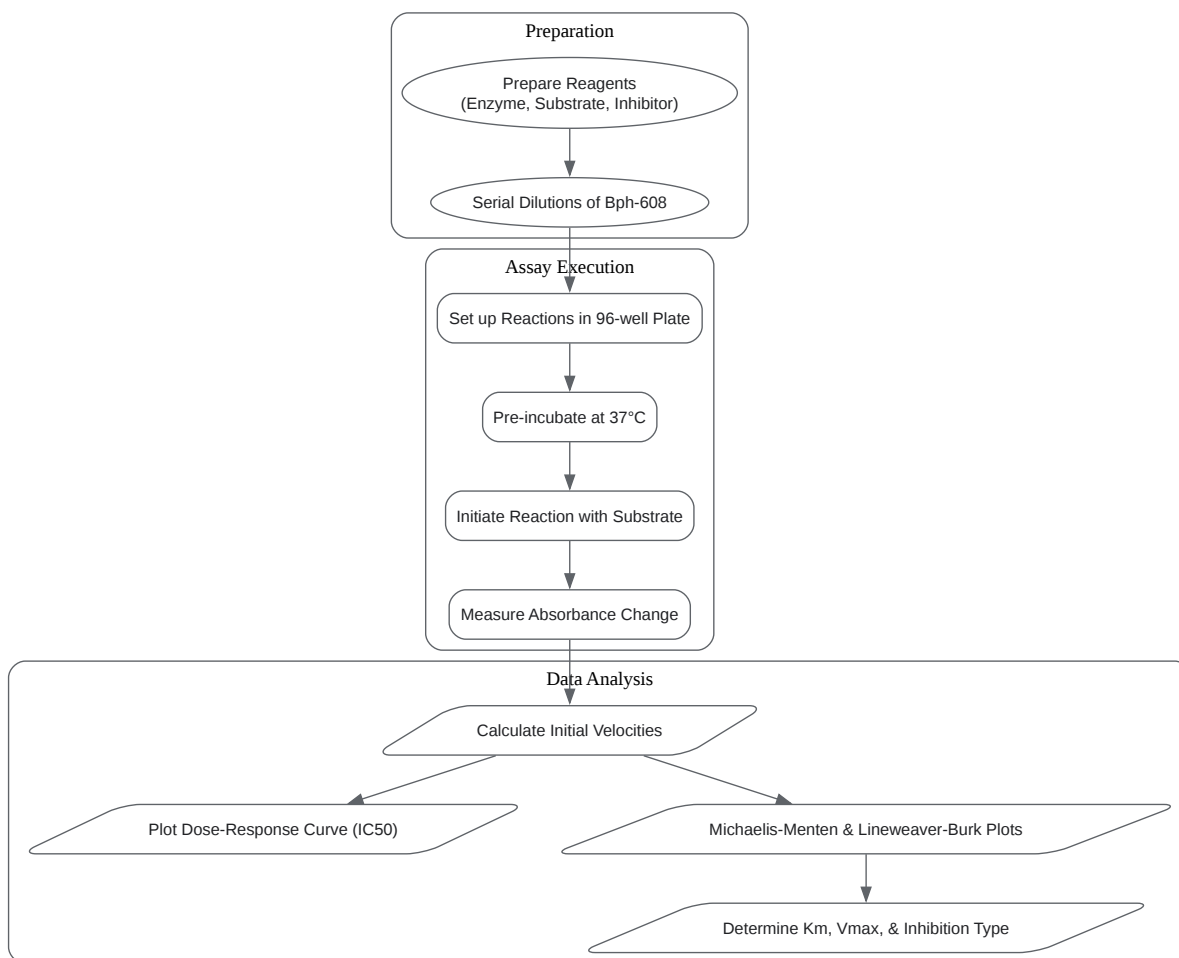 Preparation
Prepare Reagents
(Enzyme, Substrate, Inhibitor)
Serial Dilutions of Bph-608
Assay Execution
Set up Reactions in 96-well Plate
Pre-incubate at 37°C
Initiate Reaction with Substrate
Measure Absorbance Change
Data Analysis
Calculate Initial Velocities
Plot Dose-Response Curve (IC50)
Michaelis-Menten & Lineweaver-Burk Plots
Determine Km, Vmax, & Inhibition Type